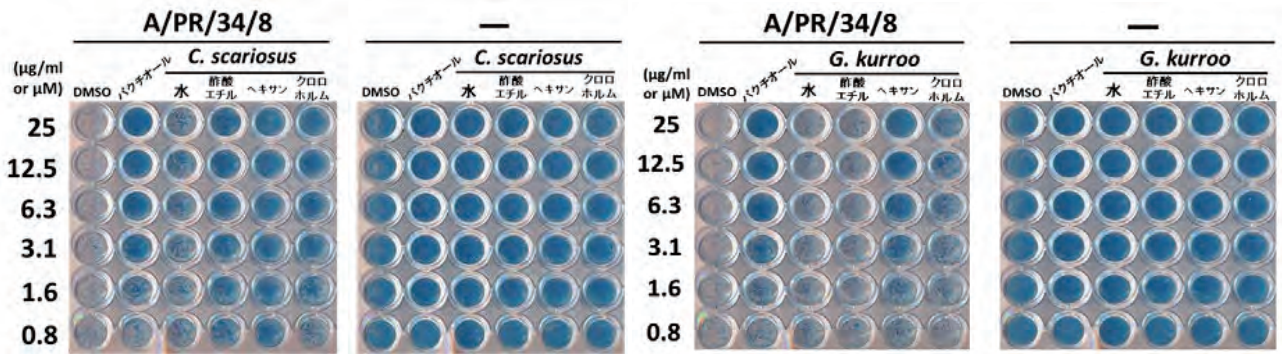 A/PR/34/8
C. scariosus
(µg/ml
or µM)
DMSO
バクチオール
水
酢酸
エチル
ヘキサン
クロロ
ホルム
25
12.5
6.3
3.1
1.6
0.8
—
C. scariosus
DMSO
バクチオール
水
酢酸
エチル
ヘキサン
クロロ
ホルム
A/PR/34/8
G. kurroo
(µg/ml
or µM)
DMSO
バクチオール
水
酢酸
エチル
ヘキサン
クロロ
ホルム
25
12.5
6.3
3.1
1.6
0.8
—
G. kurroo
DMSO
バクチオール
水
酢酸
エチル
ヘキサン
クロロ
ホルム